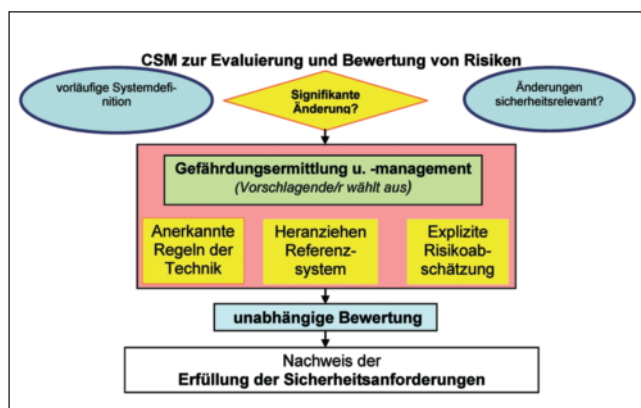 CSM zur Evaluierung und Bewertung von Risiken
vorläufige Systemdefi-
nition
Signifikante
Änderung?
Änderungen
sicherheitsrelevant?
Gefährdungsermittlung u. -management
(Vorschlagende/r wählt aus)
Anerkannte
Regeln der
Technik
Heranziehen
Referenz-
system
Explizite
Risikoab-
schätzung
unabhängige Bewertung
Nachweis der
Erfüllung der Sicherheitsanforderungen